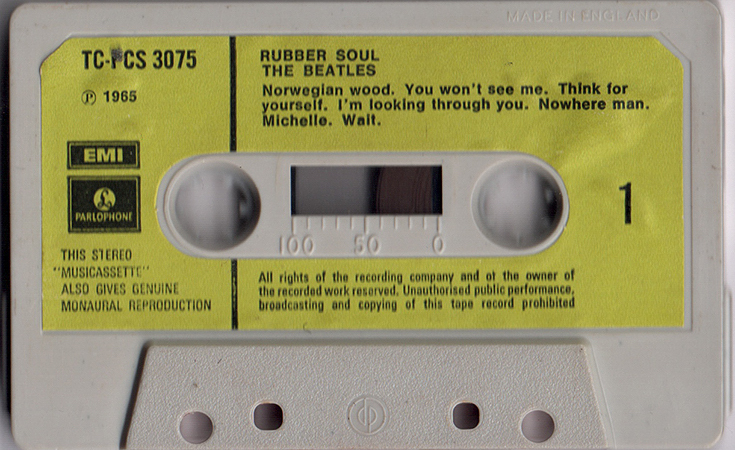 MADE IN ENGLAND
TC-PCS 3075
RUBBER SOUL
THE BEATLES
Norwegian wood. You won't see me. Think for
yourself. I'm looking through you. Nowhere man.
Michelle. Wait.
℗ 1965
EMI
PARLOPHONE
1
100 50 0
THIS STEREO
"MUSICASSETTE"
ALSO GIVES GENUINE
MONAURAL REPRODUCTION
All rights of the recording company and of the owner of
the recorded work reserved. Unauthorised public performance,
broadcasting and copying of this tape record prohibited